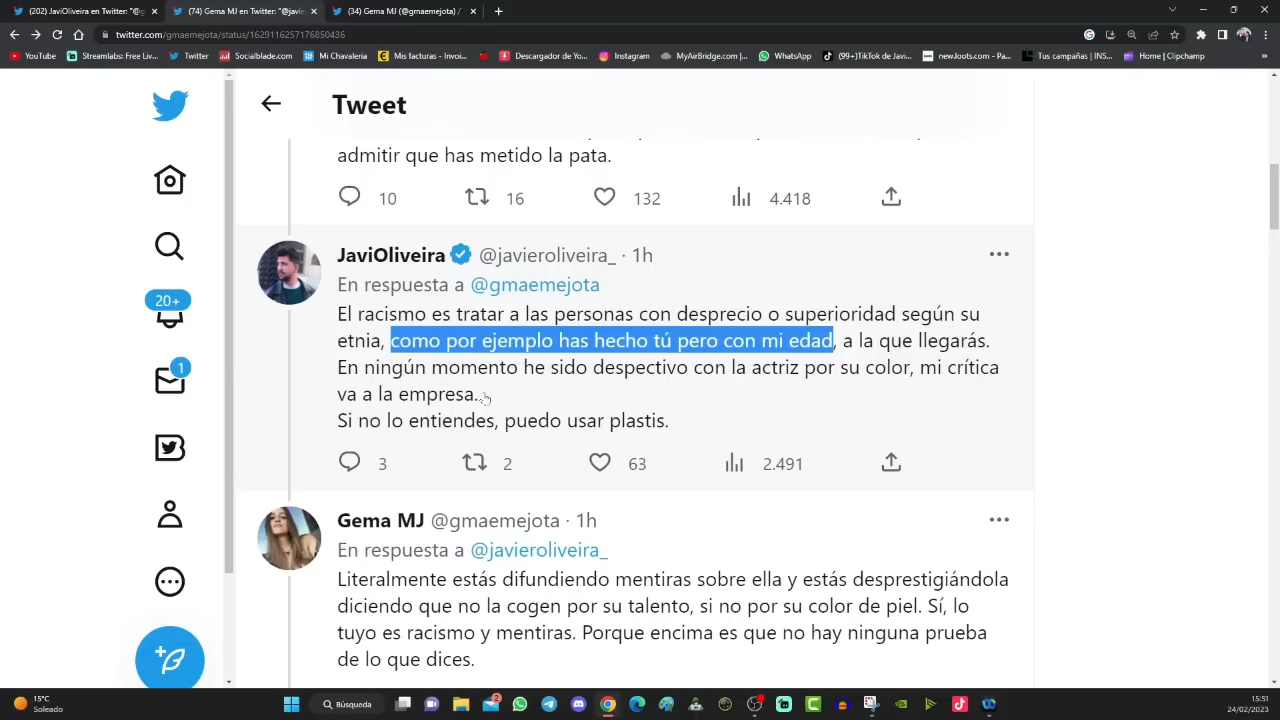 (202) JaviOliveira en Twitter: "@g
(74) Gema MJ en Twitter: "@javie
(34) Gema MJ (@gmaemejota) /
twitter.com/gmaemejota/status/1629116257176850436
YouTube
Streamlabs: Free Liv...
Twitter
Socialblade.com
Mi Chavaleria
Mis facturas – Invoi...
Descargador de Yo...
Instagram
MyAirBridge.com |...
WhatsApp
(99+)TikTok de Javi...
new.loots.com - Pa...
Tus campañas | INS...
Home | Clipchamp
Tweet
admitir que has metido la pata.
10 16 132 4.418
JaviOliveira @javieroliveira_ · 1h
En respuesta a @gmaemejota
El racismo es tratar a las personas con desprecio o superioridad según su
etnia, como por ejemplo has hecho tú pero con mi edad, a la que llegarás.
En ningún momento he sido despectivo con la actriz por su color, mi crítica
va a la empresa.
Si no lo entiendes, puedo usar plastis.
3 2 63 2.491
Gema MJ @gmaemejota · 1h
En respuesta a @javieroliveira_
Literalmente estás difundiendo mentiras sobre ella y estás desprestigiándola
diciendo que no la cogen por su talento, si no por su color de piel. Sí, lo
tuyo es racismo y mentiras. Porque encima es que no hay ninguna prueba
de lo que dices.
20+
1
15°C
Soleado
Búsqueda
2
15:51
24/02/2023